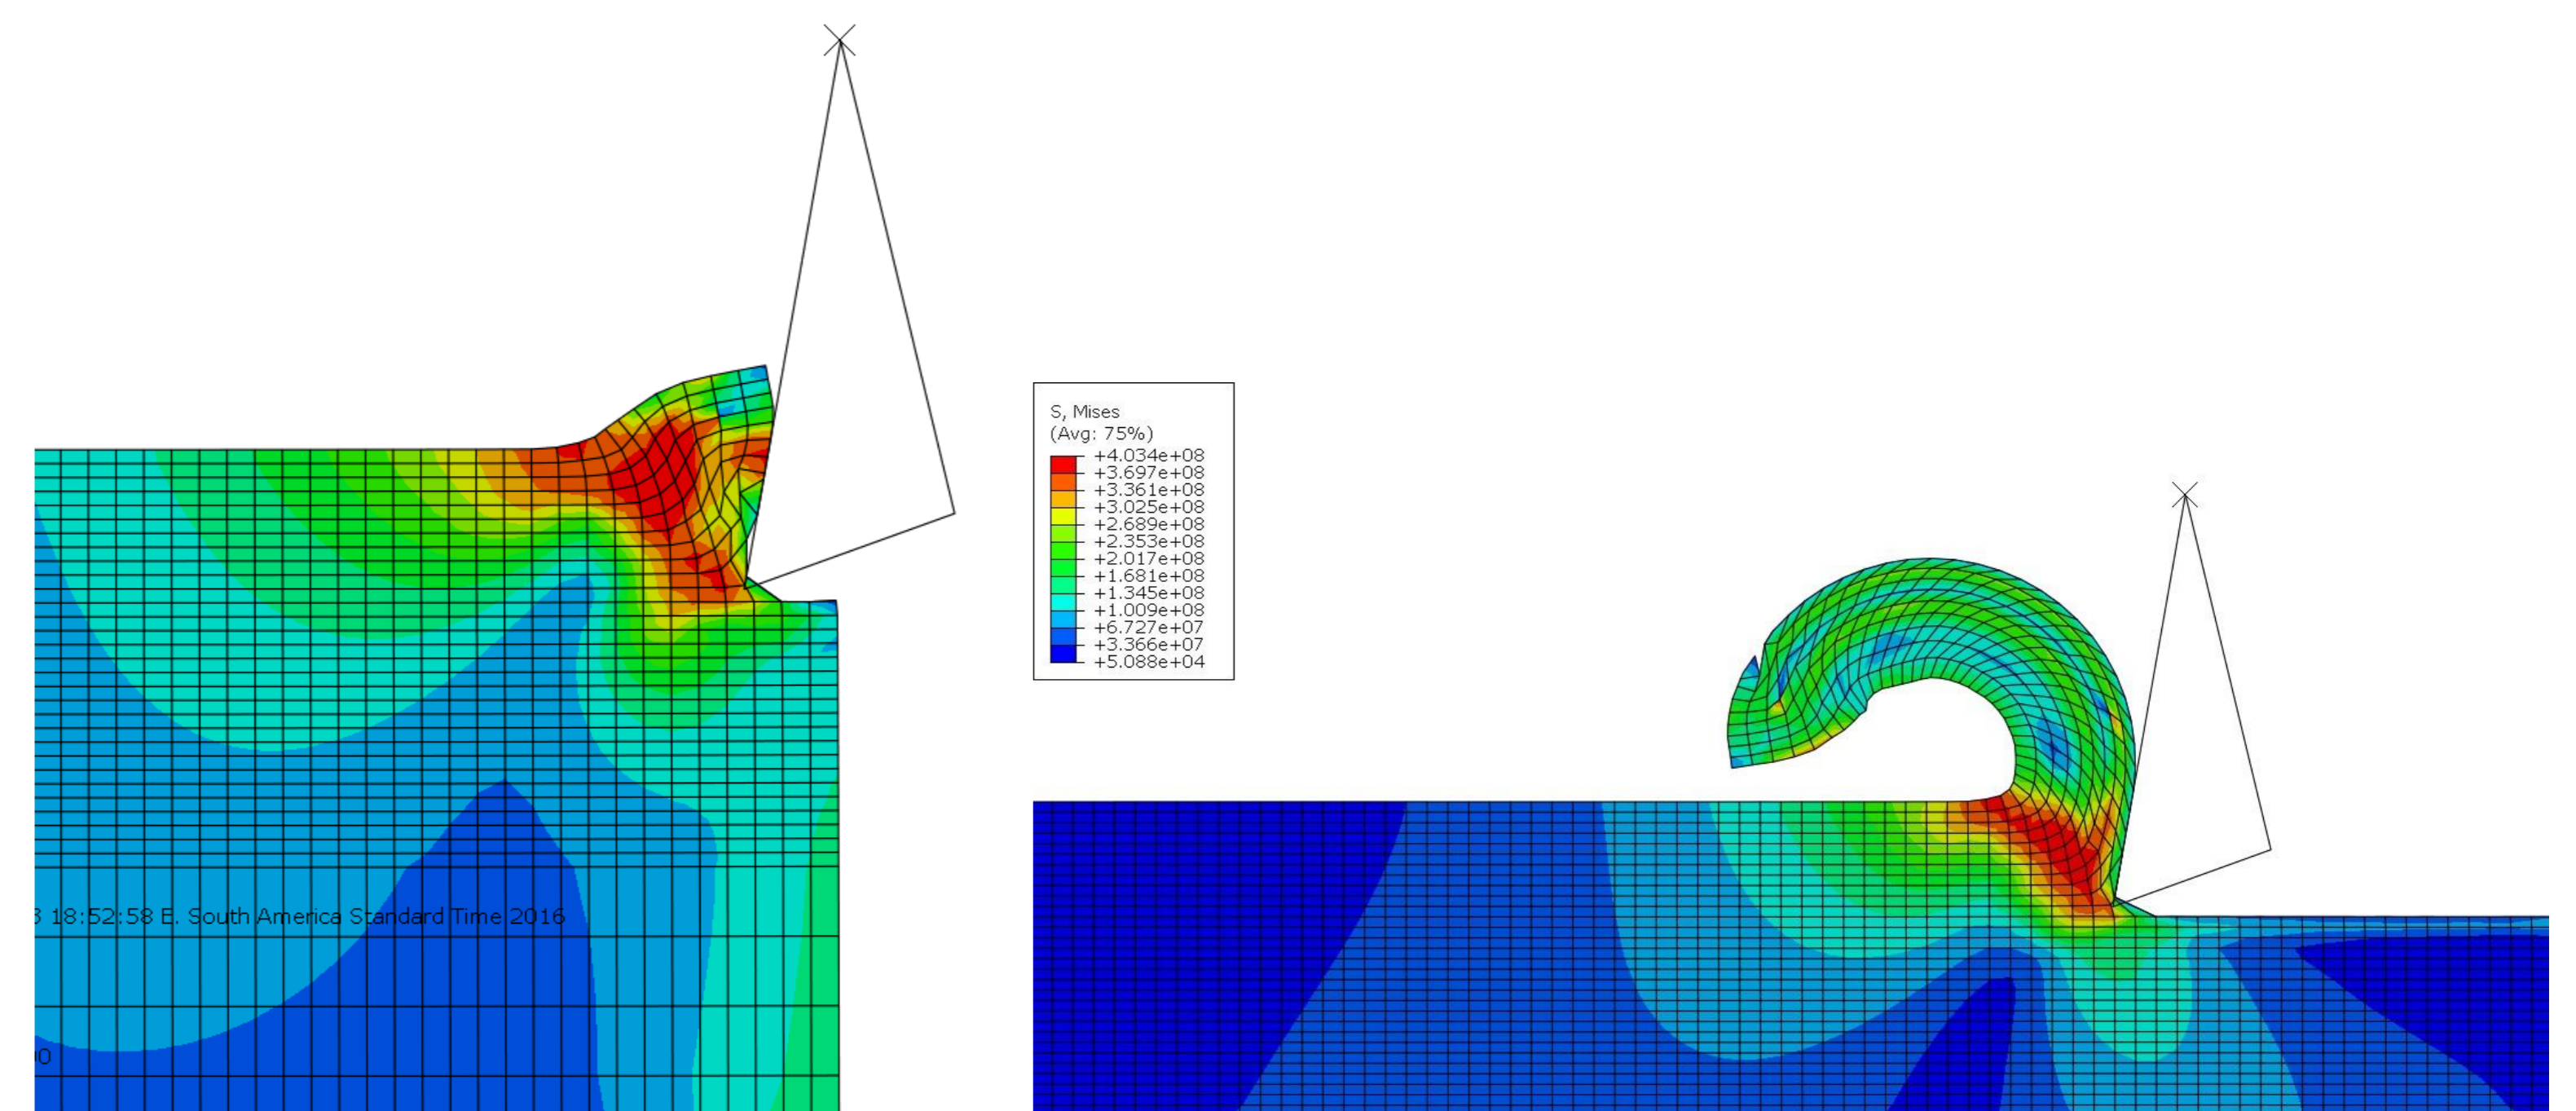 S, Mises
(Avg: 75%)
+4.034e+08
+3.697e+08
+3.361e+08
+3.025e+08
+2.689e+08
+2.353e+08
+2.017e+08
+1.681e+08
+1.345e+08
+1.009e+08
+6.727e+07
+3.366e+07
+5.088e+04
18:52:58 E. South America Standard Time 2016